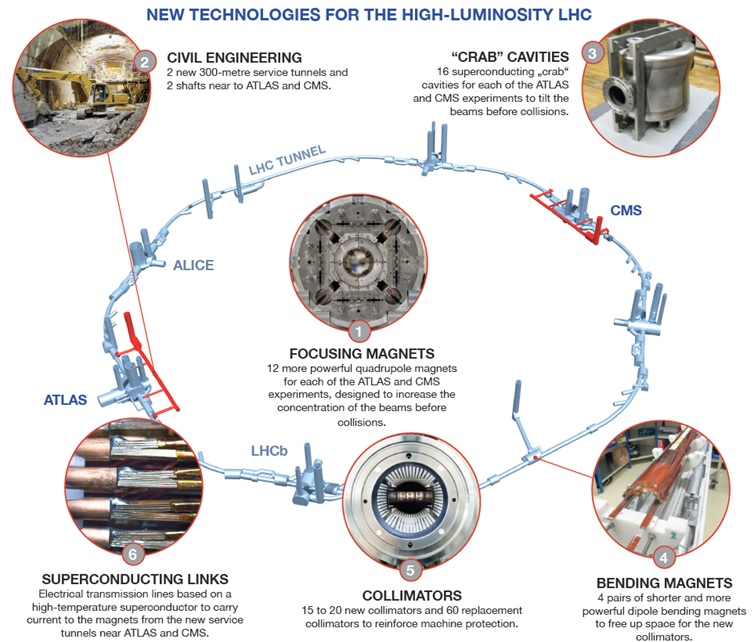 NEW TECHNOLOGIES FOR THE HIGH-LUMINOSITY LHC
2
CIVIL ENGINEERING
2 new 300-metre service tunnels and
2 shafts near to ATLAS and CMS.
“CRAB” CAVITIES
16 superconducting „crab“
cavities for each of the ATLAS
and CMS experiments to tilt the
beams before collisions.
3
LHC TUNNEL
CMS
ALICE
1
FOCUSING MAGNETS
12 more powerful quadrupole magnets
for each of the ATLAS and CMS
experiments, designed to increase the
concentration of the beams before
collisions.
ATLAS
LHCb
6
SUPERCONDUCTING LINKS
Electrical transmission lines based on a
high-temperature superconductor to carry
current to the magnets from the new service
tunnels near ATLAS and CMS.
5
COLLIMATORS
15 to 20 new collimators and 60 replacement
collimators to reinforce machine protection.
4
BENDING MAGNETS
4 pairs of shorter and more
powerful dipole bending magnets
to free up space for the new
collimators.